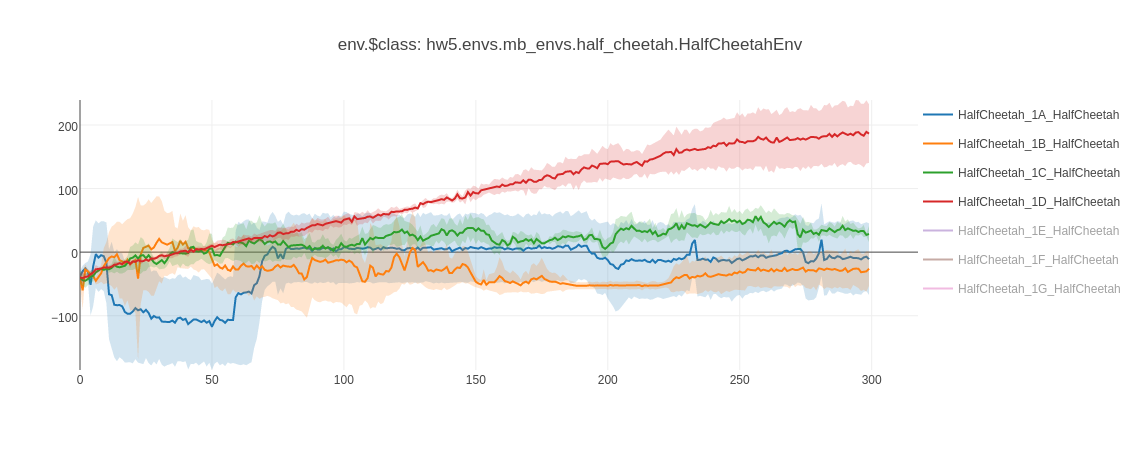 env.$class: hw5.envs.mb_envs.half_cheetah.HalfCheetahEnv
200
100
0
−100
0
50
100
150
200
250
300
HalfCheetah_1A_HalfCheetah
HalfCheetah_1B_HalfCheetah
HalfCheetah_1C_HalfCheetah
HalfCheetah_1D_HalfCheetah
HalfCheetah_1E_HalfCheetah
HalfCheetah_1F_HalfCheetah
HalfCheetah_1G_HalfCheetah